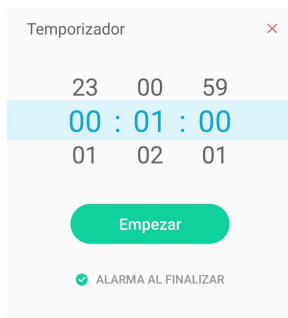 Temporizador
23 00 59
00 : 01 : 00
01 02 01
Empezar
ALARMA AL FINALIZAR